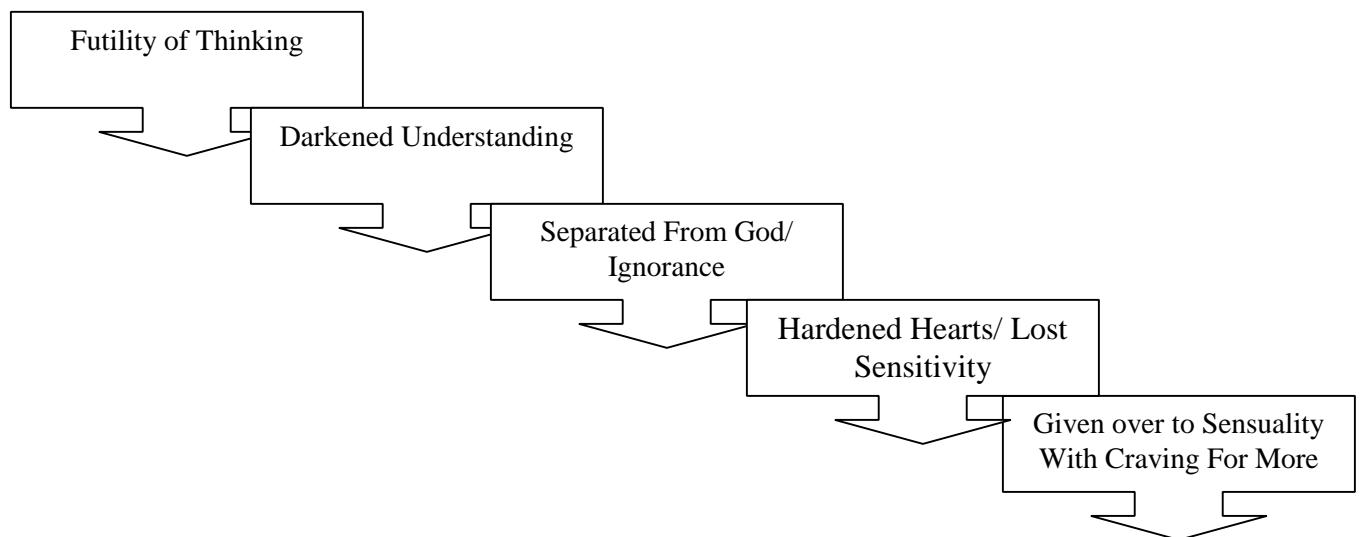 Futility of Thinking
Darkened Understanding
Separated From God/
Ignorance
Hardened Hearts/ Lost
Sensitivity
Given over to Sensuality
With Craving For More